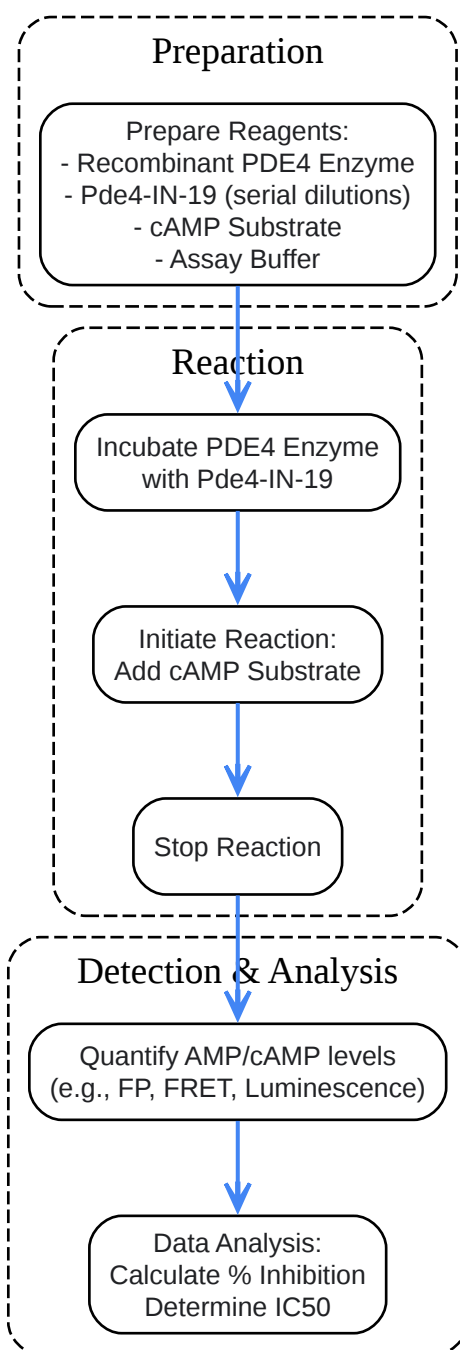 Preparation
Prepare Reagents:
- Recombinant PDE4 Enzyme
- Pde4-IN-19 (serial dilutions)
- cAMP Substrate
- Assay Buffer
Reaction
Incubate PDE4 Enzyme
with Pde4-IN-19
Initiate Reaction:
Add cAMP Substrate
Stop Reaction
Detection & Analysis
Quantify AMP/cAMP levels
(e.g., FP, FRET, Luminescence)
Data Analysis:
Calculate % Inhibition
Determine IC50